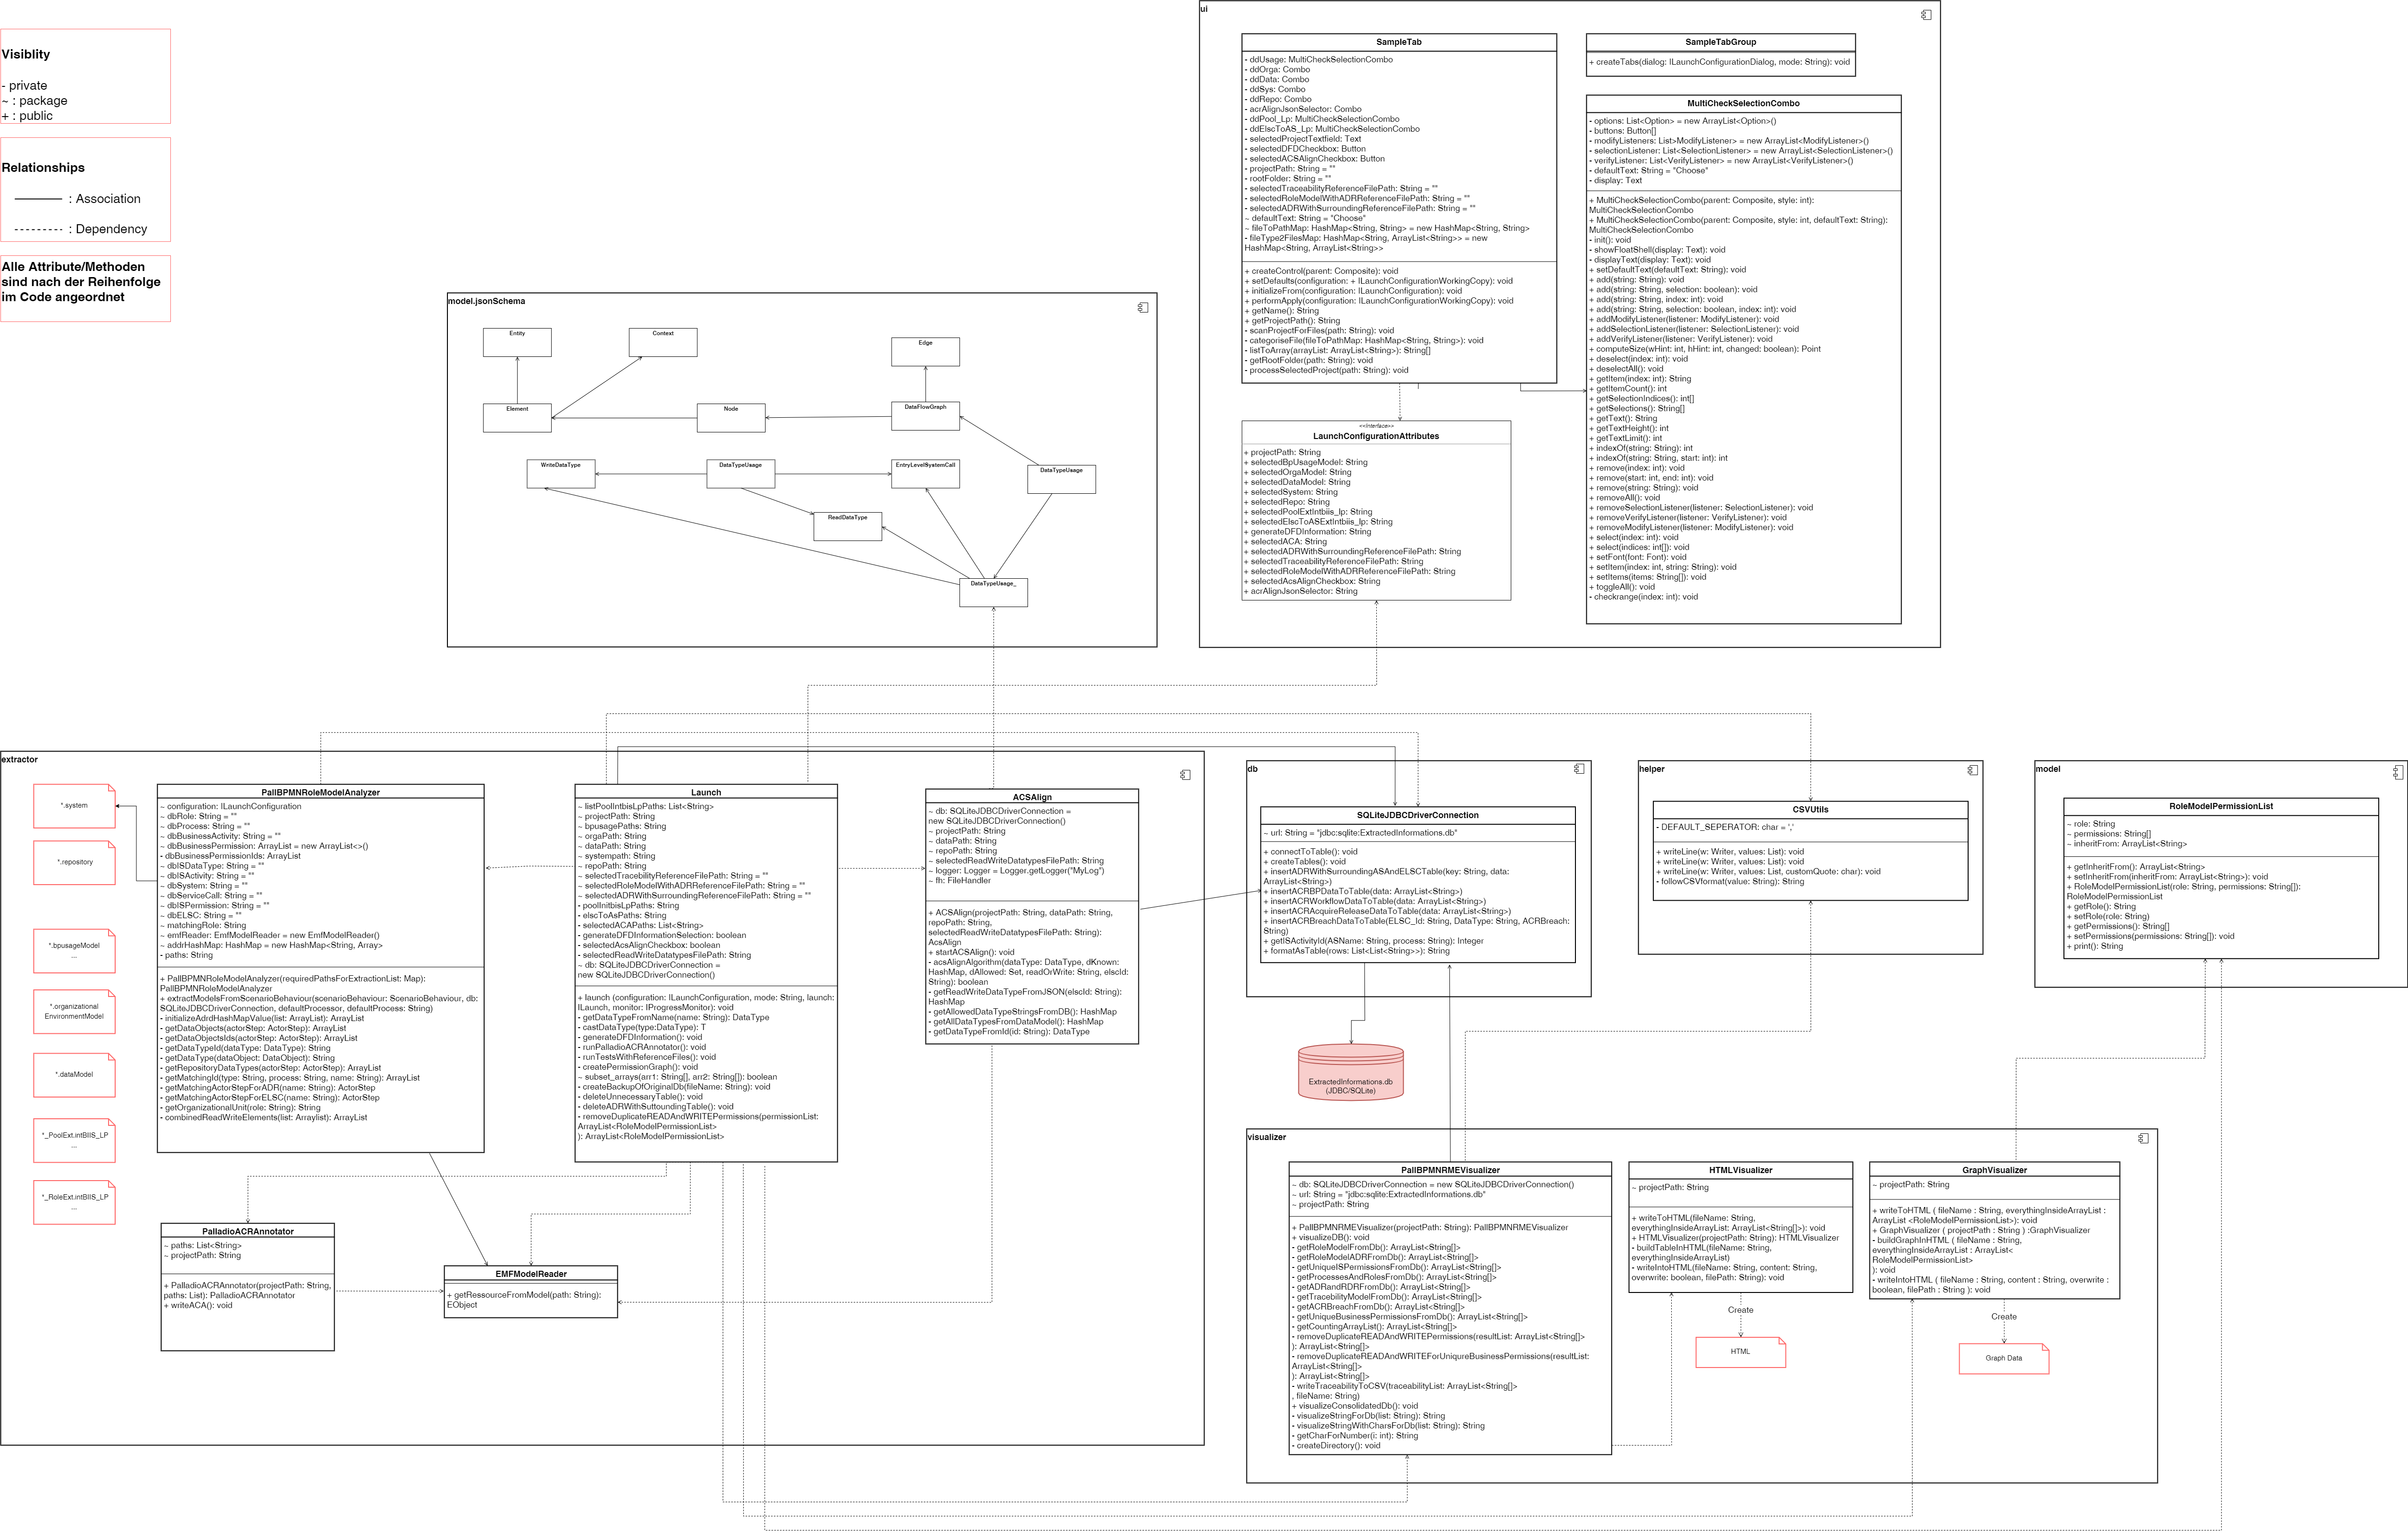 Visiblity
- private
~ : package
+ : public
Relationships
: Association
: Dependency
Alle Attribute/Methoden
sind nach der Reihenfolge
im Code angeordnet
model.jsonSchema
Entity
Context
Edge
Element
Node
DataFlowGraph
WriteDataType
DataTypeUsage
EntryLevelSystemCall
DataTypeUsage
ReadDataType
DataTypeUsage_
ui
SampleTab
- ddUsage: MultiCheckSelectionCombo
- ddOrga: Combo
- ddData: Combo
- ddSys: Combo
- ddRepo: Combo
- acrAlignJsonSelector: Combo
- ddPool_Lp: MultiCheckSelectionCombo
- ddElscToAS_Lp: MultiCheckSelectionCombo
- selectedProjectTextfield: Text
- selectedDFDCheckbox: Button
- selectedACSAlignCheckbox: Button
- projectPath: String = ""
- rootFolder: String = ""
- selectedTraceabilityReferenceFilePath: String = ""
- selectedRoleModelWithADRReferenceFilePath: String = ""
- selectedADRWithSurroundingReferenceFilePath: String = ""
~ defaultText: String = "Choose"
~ fileToPathMap: HashMap<String, String> = new HashMap<String, String>
- fileType2FilesMap: HashMap<String, ArrayList<String>> = new
HashMap<String, ArrayList<String>>
+ createControl(parent: Composite): void
+ setDefaults(configuration: + ILaunchConfigurationWorkingCopy): void
+ initializeFrom(configuration: ILaunchConfiguration): void
+ performApply(configuration: ILaunchConfigurationWorkingCopy): void
+ getName(): String
+ getProjectPath(): String
- scanProjectForFiles(path: String): void
- categoriseFile(fileToPathMap: HashMap<String, String>): void
- listToArray(arrayList: ArrayList<String>): String[]
- getRootFolder(path: String): void
- processSelectedProject(path: String): void
SampleTabGroup
+ createTabs(dialog: ILaunchConfigurationDialog, mode: String): void
MultiCheckSelectionCombo
- options: List<Option> = new ArrayList<Option>()
- buttons: Button[]
- modifyListeners: List>ModifyListener> = new ArrayList<ModifyListener>()
- selectionListener: List<SelectionListener> = new ArrayList<SelectionListener>()
- verifyListener: List<VerifyListener> = new ArrayList<VerifyListener>()
- defaultText: String = "Choose"
- display: Text
+ MultiCheckSelectionCombo(parent: Composite, style: int):
MultiCheckSelectionCombo
+ MultiCheckSelectionCombo(parent: Composite, style: int, defaultText: String):
MultiCheckSelectionCombo
- init(): void
- showFloatShell(display: Text): void
- displayText(display: Text): void
+ setDefaultText(defaultText: String): void
+ add(string: String): void
+ add(string: String, selection: boolean): void
+ add(string: String, index: int): void
+ add(string: String, selection: boolean, index: int): void
+ addModifyListener(listener: ModifyListener): void
+ addSelectionListener(listener: SelectionListener): void
+ addVerifyListener(listener: VerifyListener): void
+ computeSize(wHint: int, hHint: int, changed: boolean): Point
+ deselect(index: int): void
+ deselectAll(): void
+ getItem(index: int): String
+ getItemCount(): int
+ getSelectionIndices(): int[]
+ getSelections(): String[]
+ getText(): String
+ getTextHeight(): int
+ getTextLimit(): int
+ indexOf(string: String): int
+ indexOf(string: String, start: int): int
+ remove(index: int): void
+ remove(start: int, end: int): void
+ remove(string: String): void
+ removeAll(): void
+ removeSelectionListener(listener: SelectionListener): void
+ removeVerifyListener(listener: VerifyListener): void
+ removeModifyListener(listener: ModifyListener): void
+ select(index: int): void
+ select(indices: int[]): void
+ setFont(font: Font): void
+ setItem(index: int, string: String): void
+ setItems(items: String[]): void
+ toggleAll(): void
- checkrange(index: int): void
<<Interface>>
LaunchConfigurationAttributes
+ projectPath: String
+ selectedBpUsageModel: String
+ selectedOrgaModel: String
+ selectedDataModel: String
+ selectedSystem: String
+ selectedRepo: String
+ selectedPoolExtIntbiis_lp: String
+ selectedElscToASExtIntbiis_lp: String
+ generateDFDInformation: String
+ selectedACA: String
+ selectedADRWithSurroundingReferenceFilePath: String
+ selectedTraceabilityReferenceFilePath: String
+ selectedRoleModelWithADRReferenceFilePath: String
+ selectedAcsAlignCheckbox: String
+ acrAlignJsonSelector: String
extractor
*.system
*.repository
*.bpusageModel
...
*.organizational
EnvironmentModel
*.dataModel
*_PoolExt.intBIIS_LP
...
*_RoleExt.intBIIS_LP
...
PallBPMNRoleModelAnalyzer
~ configuration: ILaunchConfiguration
~ dbRole: String = ""
~ dbProcess: String = ""
~ dbBusinessActivity: String = ""
~ dbBusinessPermission: ArrayList = new ArrayList<>()
- dbBusinessPermissionIds: ArrayList
~ dbISDataType: String = ""
~ dbISActivity: String = ""
~ dbSystem: String = ""
~ dbServiceCall: String = ""
~ dbISPermission: String = ""
~ dbELSC: String = ""
~ matchingRole: String
~ emfReader: EmfModelReader = new EmfModelReader()
~ addrHashMap: HashMap = new HashMap<String, Array>
- paths: String
+ PallBPMNRoleModelAnalyzer(requiredPathsForExtractionList: Map):
PallBPMNRoleModelAnalyzer
+ extractModelsFromScenarioBehaviour(scenarioBehaviour: ScenarioBehaviour, db:
SQLiteJDBCDriverConnection, defaultProcessor, defaultProcess: String)
- initializeAdrdHashMapValue(list: ArrayList): ArrayList
- getDataObjects(actorStep: ActorStep): ArrayList
- getDataObjectsIds(actorStep: ActorStep): ArrayList
- getDataTypeId(dataType: DataType): String
- getDataType(dataObject: DataObject): String
- getRepositoryDataTypes(actorStep: ActorStep): ArrayList
- getMatchingId(type: String, process: String, name: String): ArrayList
- getMatchingActorStepForADR(name: String): ActorStep
- getMatchingActorStepForELSC(name: String): ActorStep
- getOrganizationalUnit(role: String): String
- combinedReadWriteElements(list: Arraylist): ArrayList
Launch
~ listPoolIntbisLpPaths: List<String>
~ projectPath: String
~ bpusagePaths: String
~ orgaPath: String
~ dataPath: String
~ systempath: String
~ repoPath: String
~ selectedTracebilityReferenceFilePath: String = ""
~ selectedRoleModelWithADRReferenceFilePath: String = ""
~ selectedADRWithSurroundingReferenceFilePath: String = ""
- poolInitbisLpPaths: String
- elscToAsPaths: String
- selectedACAPaths: List<String>
- generateDFDInformationSelection: boolean
- selectedAcsAlignCheckbox: boolean
- selectedReadWriteDatatypesFilePath: String
~ db: SQLiteJDBCDriverConnection =
new SQLiteJDBCDriverConnection()
+ launch (configuration: ILaunchConfiguration, mode: String, launch:
ILaunch, monitor: IProgressMonitor): void
- getDataTypeFromName(name: String): DataType
- castDataType(type:DataType): T
- generateDFDInformation(): void
- runPalladioACRAnnotator(): void
- runTestsWithReferenceFiles(): void
- createPermissionGraph(): void
~ subset_arrays(arr1: String[], arr2: String[]): boolean
- createBackupOfOriginalDb(fileName: String): void
- deleteUnnecessaryTable(): void
- deleteADRWithSuttoundingTable(): void
- removeDuplicateREADAndWRITEPermissions(permissionList:
ArrayList<RoleModelPermissionList>
): ArrayList<RoleModelPermissionList>
ACSAlign
~ db: SQLiteJDBCDriverConnection =
new SQLiteJDBCDriverConnection()
~ projectPath: String
~ dataPath: String
~ repoPath: String
~ selectedReadWriteDatatypesFilePath: String
~ logger: Logger = Logger.getLogger("MyLog")
~ fh: FileHandler
+ ACSAlign(projectPath: String, dataPath: String,
repoPath: String,
selectedReadWriteDatatypesFilePath: String):
AcsAlign
+ startACSAlign(): void
- acsAlignAlgorithm(dataType: DataType, dKnown:
HashMap, dAllowed: Set, readOrWrite: String, elscId:
String): boolean
- getReadWriteDataTypeFromJSON(elscId: String):
HashMap
- getAllowedDataTypeStringsFromDB(): HashMap
- getAllDataTypesFromDataModel(): HashMap
- getDataTypeFromId(id: String): DataType
PalladioACRAnnotator
~ paths: List<String>
~ projectPath: String
+ PalladioACRAnnotator(projectPath: String,
paths: List): PalladioACRAnnotator
+ writeACA(): void
EMFModelReader
+ getRessourceFromModel(path: String):
EObject
db
SQLiteJDBCDriverConnection
~ url: String = "jdbc:sqlite:ExtractedInformations.db"
+ connectToTable(): void
+ createTables(): void
+ insertADRWithSurroundingASAndELSCTable(key: String, data:
ArrayList<String>)
+ insertACRBPDataToTable(data: ArrayList<String>)
+ insertACRWorkflowDataToTable(data: ArrayList<String>)
+ insertACRAcquireReleaseDataToTable(data: ArrayList<String>)
+ insertACRBreachDataToTable(ELSC_Id: String, DataType: String, ACRBreach:
String)
+ getISActivityId(ASName: String, process: String): Integer
+ formatAsTable(rows: List<List<String>>): String
ExtractedInformations.db
(JDBC/SQLite)
helper
CSVUtils
- DEFAULT_SEPERATOR: char = ','
+ writeLine(w: Writer, values: List): void
+ writeLine(w: Writer, values: List): void
+ writeLine(w: Writer, values: List, customQuote: char): void
- followCSVformat(value: String): String
model
RoleModelPermissionList
~ role: String
~ permissions: String[]
~ inheritFrom: ArrayList<String>
+ getInheritFrom(): ArrayList<String>
+ setInheritFrom(inheritFrom: ArrayList<String>): void
+ RoleModelPermissionList(role: String, permissions: String[]):
RoleModelPermissionList
+ getRole(): String
+ setRole(role: String)
+ getPermissions(): String[]
+ setPermissions(permissions: String[]): void
+ print(): String
visualizer
PallBPMNRMEVisualizer
~ db: SQLiteJDBCDriverConnection = new SQLiteJDBCDriverConnection()
~ url: String = "jdbc:sqlite:ExtractedInformations.db"
~ projectPath: String
+ PallBPMNRMEVisualizer(projectPath: String): PallBPMNRMEVisualizer
+ visualizeDB(): void
- getRoleModelFromDb(): ArrayList<String[]>
- getRoleModelADRFromDb(): ArrayList<String[]>
- getUniqueISPermissionsFromDb(): ArrayList<String[]>
- getProcessesAndRolesFromDb(): ArrayList<String[]>
- getADRandRDRFromDb(): ArrayList<String[]>
- getTracebilityModelFromDb(): ArrayList<String[]>
- getACRBreachFromDb(): ArrayList<String[]>
- getUniqueBusinessPermissionsFromDb(): ArrayList<String[]>
- getCountingArrayList(): ArrayList<String[]>
- removeDuplicateREADAndWRITEPermissions(resultList: ArrayList<String[]>
): ArrayList<String[]>
- removeDuplicateREADAndWRITEForUniqureBusinessPermissions(resultList:
ArrayList<String[]>
): ArrayList<String[]>
- writeTraceabilityToCSV(traceabilityList: ArrayList<String[]>
, fileName: String)
+ visualizeConsolidatedDb(): void
- visualizeStringForDb(list: String): String
- visualizeStringWithCharsForDb(list: String): String
- getCharForNumber(i: int): String
- createDirectory(): void
HTMLVisualizer
~ projectPath: String
+ writeToHTML(fileName: String,
everythingInsideArrayList: ArrayList<String[]>): void
+ HTMLVisualizer(projectPath: String): HTMLVisualizer
- buildTableInHTML(fileName: String,
everythingInsideArrayList)
- writeIntoHTML(fileName: String, content: String,
overwrite: boolean, filePath: String): void
Create
HTML
GraphVisualizer
~ projectPath: String
+ writeToHTML ( fileName : String, everythingInsideArrayList :
ArrayList <RoleModelPermissionList>): void
+ GraphVisualizer ( projectPath : String ) :GraphVisualizer
- buildGraphInHTML ( fileName : String,
everythingInsideArrayList : ArrayList<
RoleModelPermissionList>
): void
- writeIntoHTML ( fileName : String, content : String, overwrite :
boolean, filePath : String ): void
Create
Graph Data